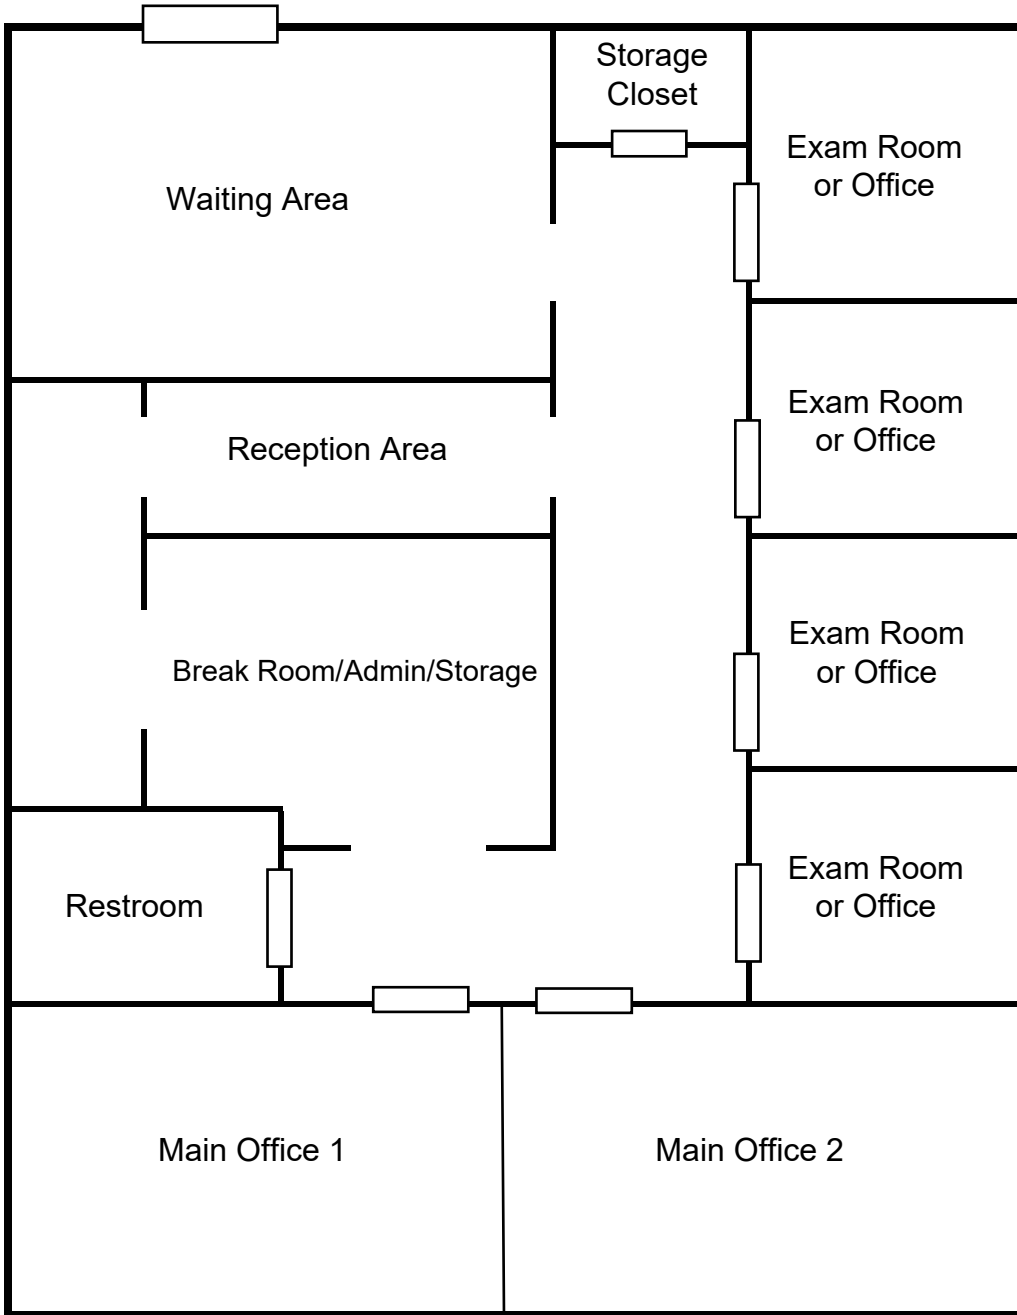 Storage
Closet
Exam Room
or Office
Waiting Area
Exam Room
or Office
Reception Area
Exam Room
or Office
Break Room/Admin/Storage
Exam Room
or Office
Restroom
Main Office 1
Main Office 2